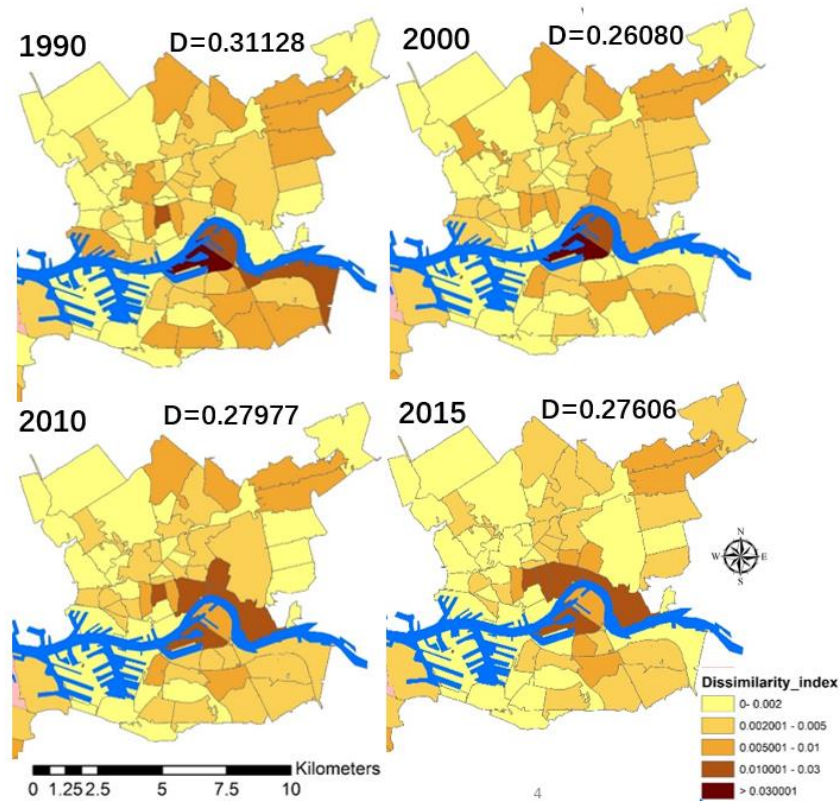 1990
D=0.31128
2000
D=0.26080
2010
D=0.27977
2015
D=0.27606
N
W E
S
Dissimilarity_index
0- 0.002
0.002001 - 0.005
0.005001 - 0.01
0.010001 - 0.03
> 0.030001
Kilometers
0 1.25 2.5 5 7.5 10
4